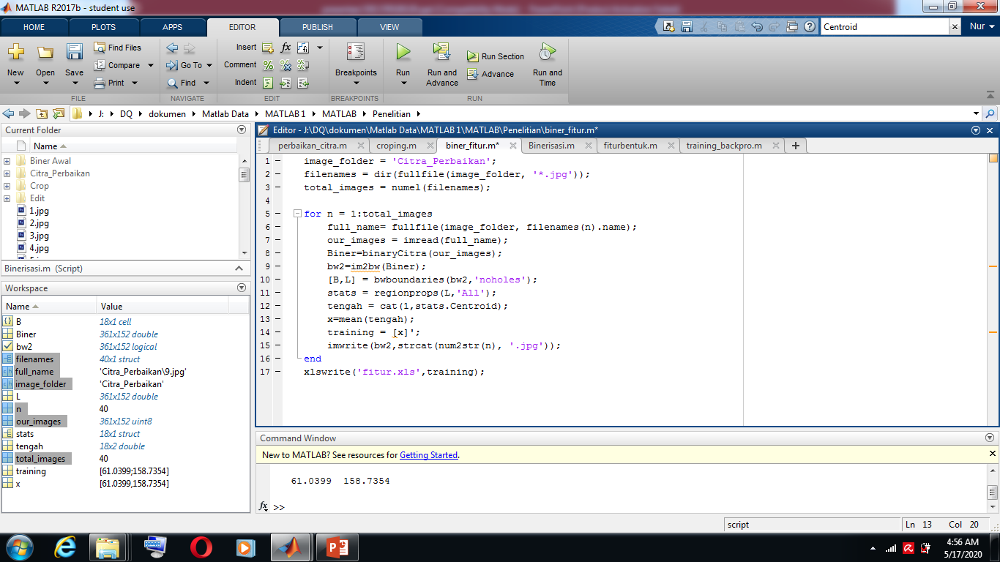 MATLAB R2017b - student use
HOME PLOTS APPS EDITOR PUBLISH VIEW
Centroid
Nur
New
Open
Save
Find Files
Compare
Print
FILE
Go To
Find
NAVIGATE
Insert fx
Comment
Indent
EDIT
Breakpoints
BREAKPOINTS
Run
Run and Advance
Run Section
Advance
Run and Time
RUN
J: DQ dokumen Matlab Data MATLAB 1 MATLAB Penelitian
Current Folder
Name
Biner Awal
Citra_Perbaikan
Crop
Edit
1.jpg
2.jpg
3.jpg
4.jpg
Binerisasi.m (Script)
Workspace
Name Value
B 18x1 cell
Biner 361x152 double
bw2 361x152 logical
filenames 40x1 struct
full_name 'Citra_Perbaikan\9.jpg'
image_folder 'Citra_Perbaikan'
L 361x152 double
n 40
our_images 361x152 uint8
stats 18x1 struct
tengah 18x2 double
total_images 40
training [61.0399;158.7354]
x [61.0399,158.7354]
Editor - J:\DQ\dokumen\Matlab Data\MATLAB 1\MATLAB\Penelitian\biner_fitur.m*
perbaikan_citra.m croping.m biner_fitur.m* Binerisasi.m fiturbentuk.m training_backpro.m
1 image_folder = 'Citra_Perbaikan';
2 filenames = dir(fullfile(image_folder, '*.jpg'));
3 total_images = numel(filenames);
4
5 for n = 1:total_images
6 full_name= fullfile(image_folder, filenames(n).name);
7 our_images = imread(full_name);
8 Biner=binaryCitra(our_images);
9 bw2=im2bw(Biner);
10 [B,L] = bwboundaries(bw2,'noholes');
11 stats = regionprops(L,'All');
12 tengah = cat(1,stats.Centroid);
13 x=mean(tengah);
14 training = [x]';
15 imwrite(bw2,strcat(num2str(n), '.jpg'));
16 end
17 xlswrite('fitur.xls',training);
Command Window
New to MATLAB? See resources for Getting Started.
61.0399 158.7354
fx >>
script Ln 13 Col 20
4:56 AM
5/17/2020